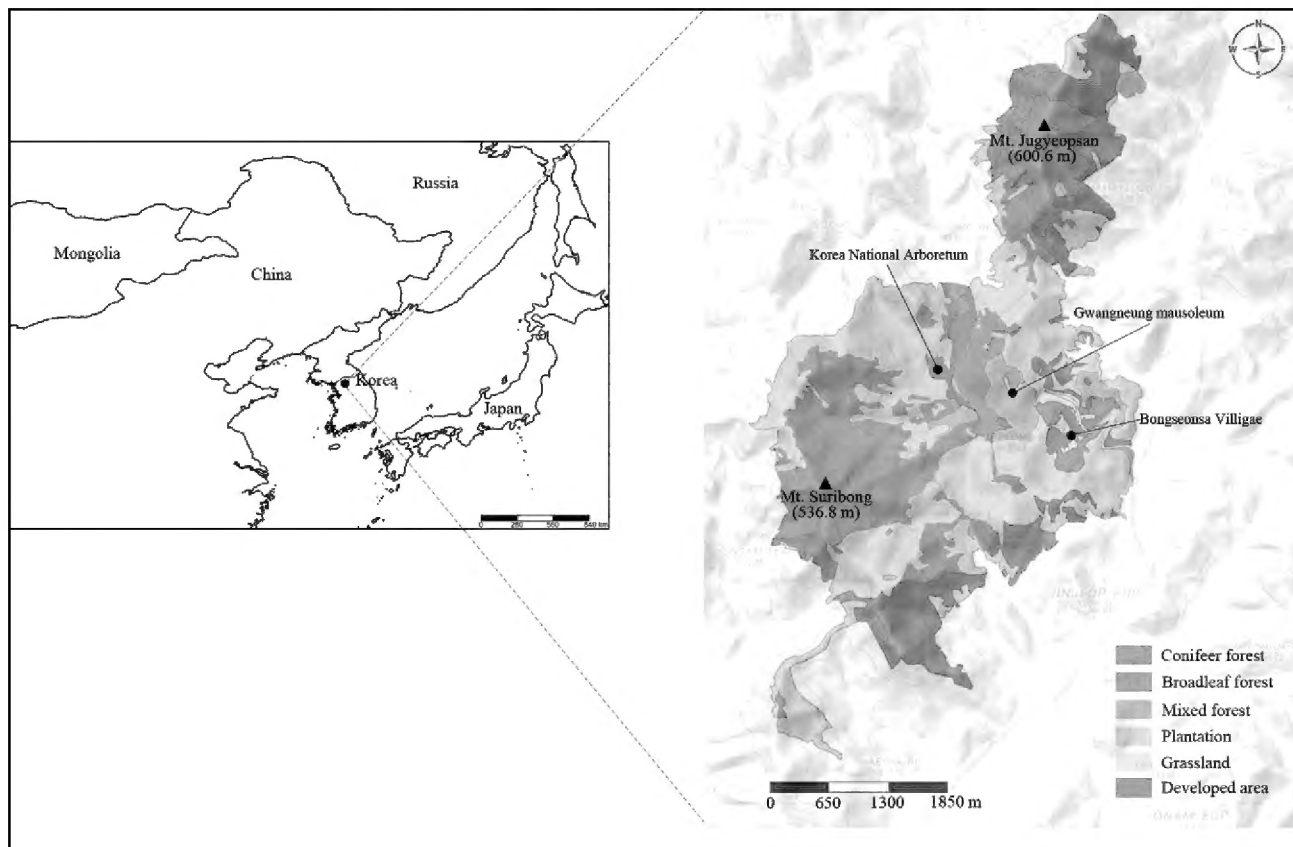 Russia
Mongolia
China
Korea
Japan
0 280 560 840 km
N
W E
S
Mt. Jugyeopsan
(600.6 m)
Korea National Arboretum
Gwangneung mausoleum
Bongseonsa Villigae
Mt. Suribong
(536.8 m)
Conifeer forest
Broadleaf forest
Mixed forest
Plantation
Grassland
Developed area
0 650 1300 1850 m